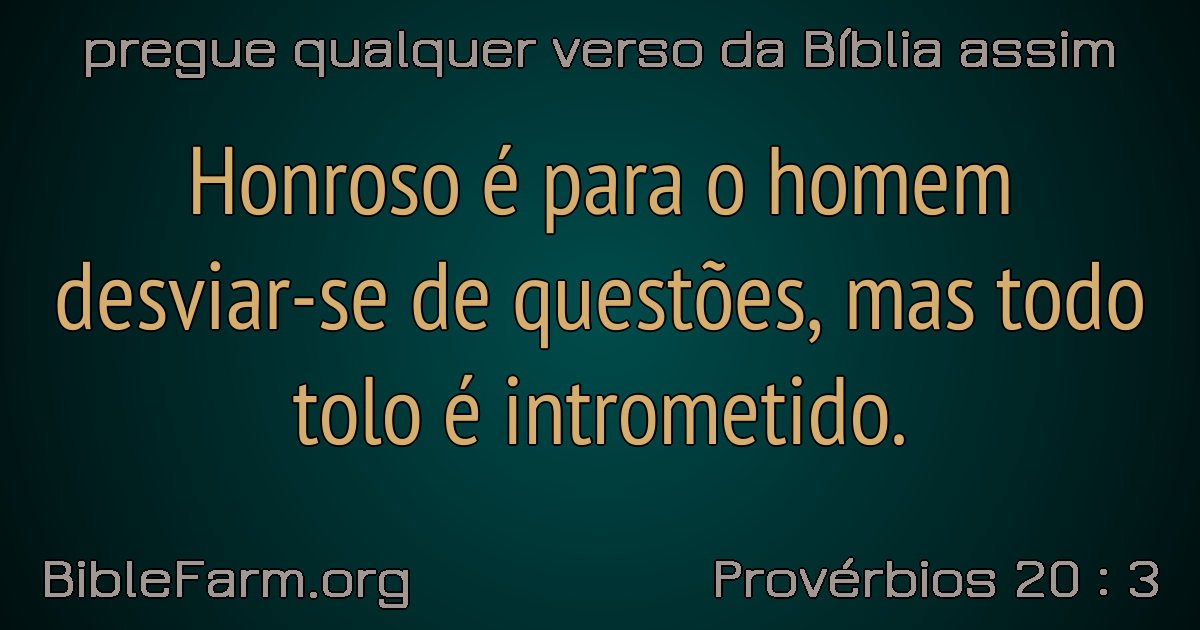 pregue qualquer verso da Bíblia assim
Honroso é para o homem
desviar-se de questões, mas todo
tolo é intrometido.
BibleFarm.org
Provérbios 20 : 3